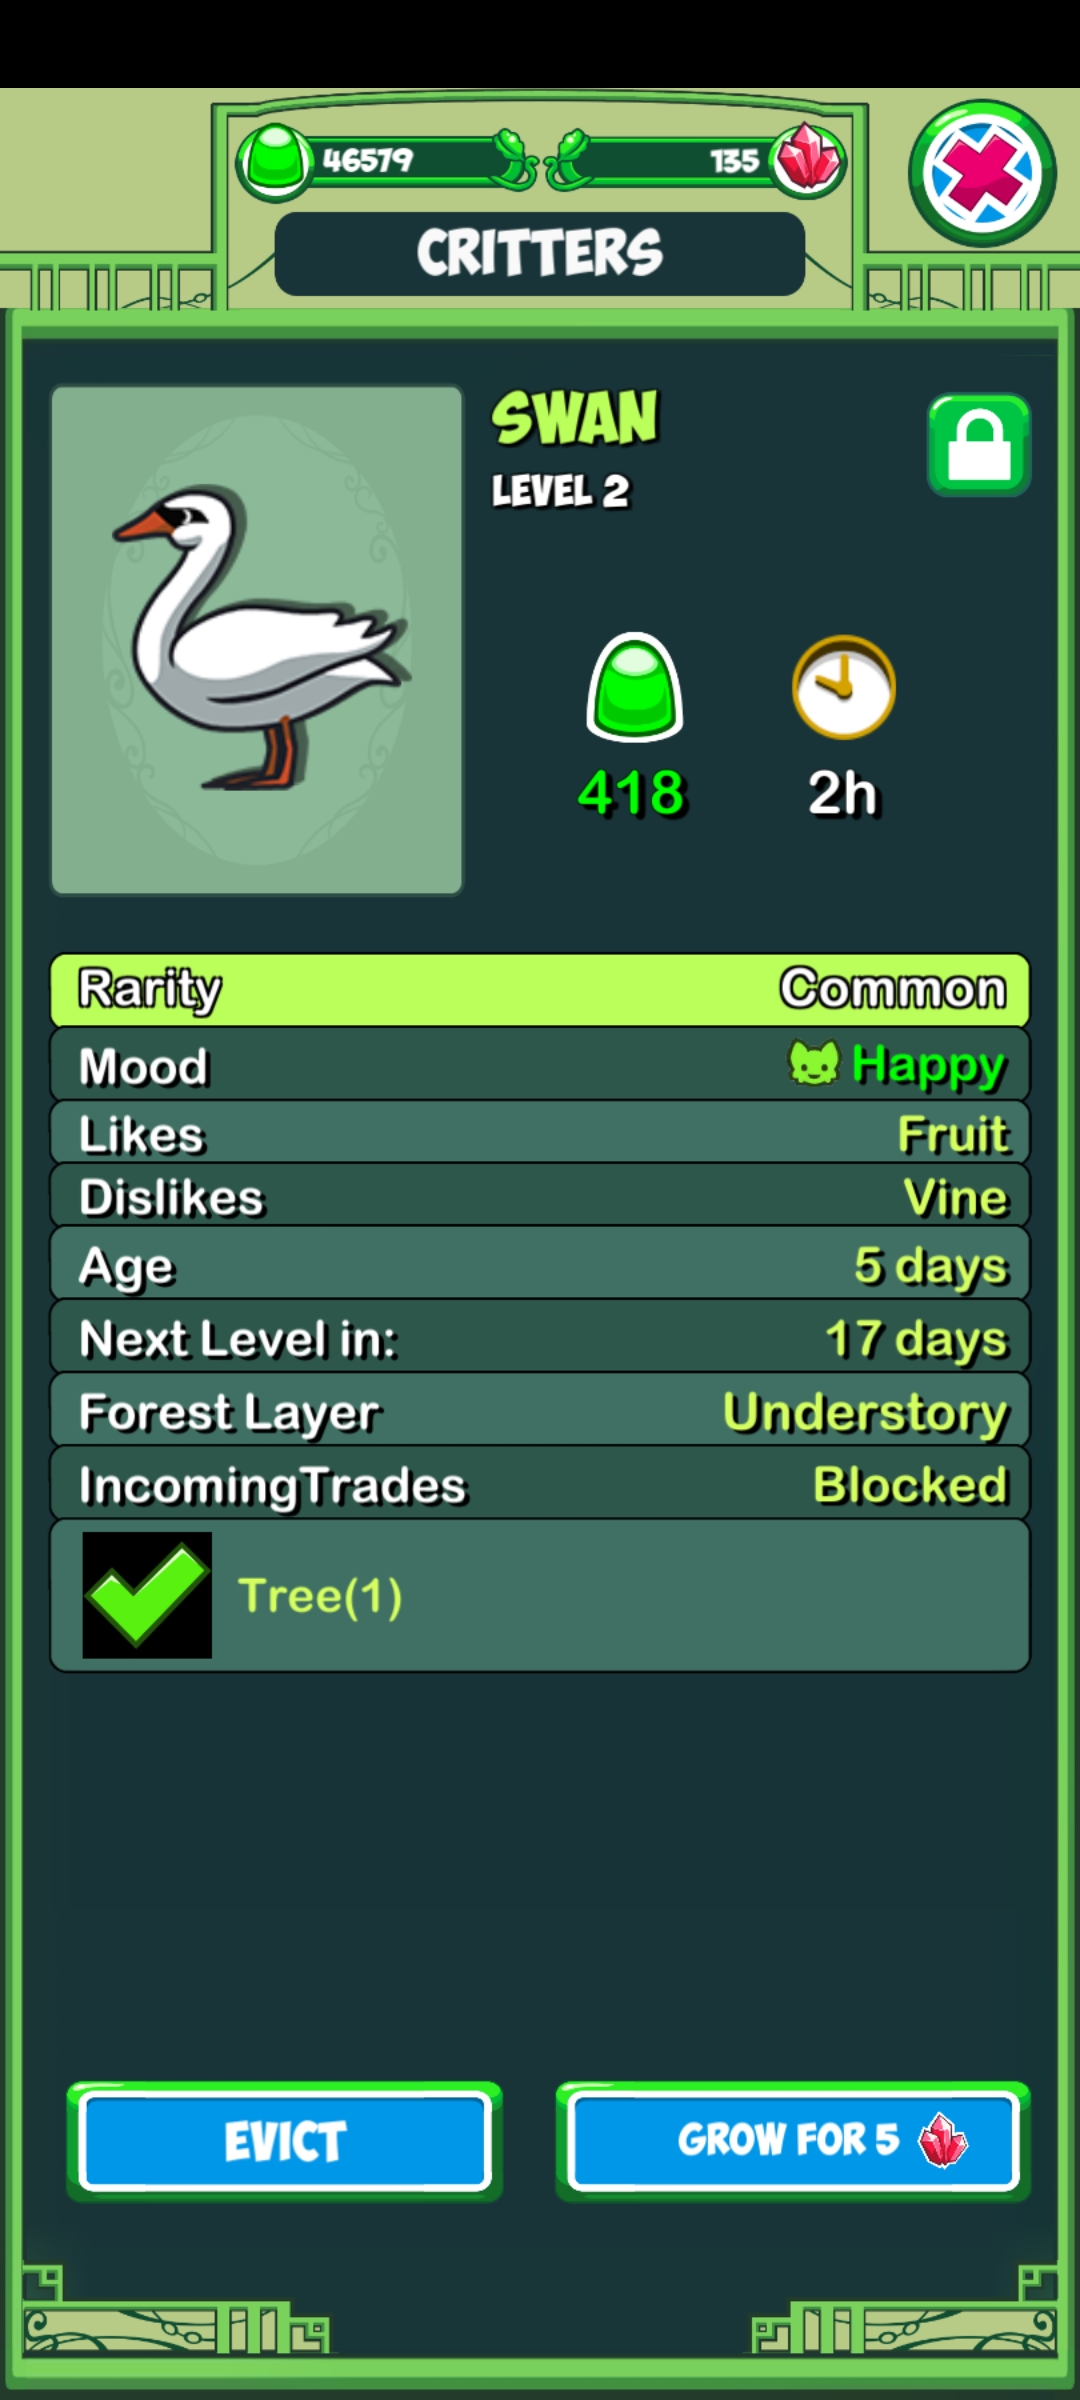 46579 135
CRITTERS
SWAN
LEVEL 2
418 2h
Rarity Common
Mood Happy
Likes Fruit
Dislikes Vine
Age 5 days
Next Level in: 17 days
Forest Layer Understory
IncomingTrades Blocked
Tree(1)
EVICT GROW FOR 5